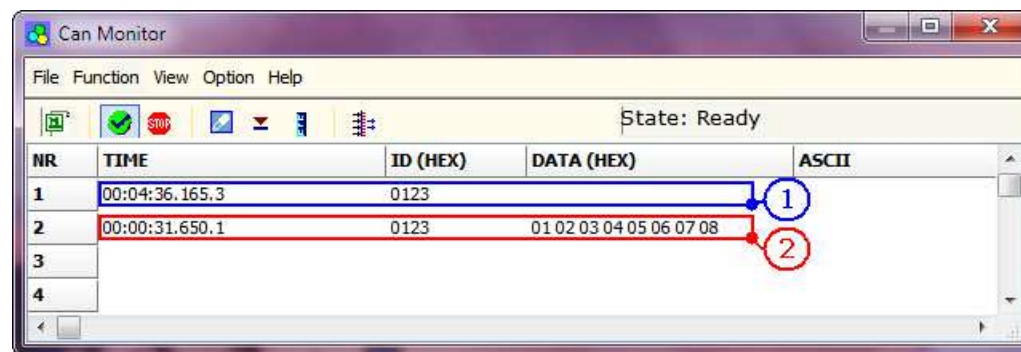 Can Monitor
File Function View Option Help
STOP State: Ready
NR TIME ID (HEX) DATA (HEX) ASCII
1 00:04:36.165.3 0123 1
2 00:00:31.650.1 0123 01 02 03 04 05 06 07 08 2
3
4